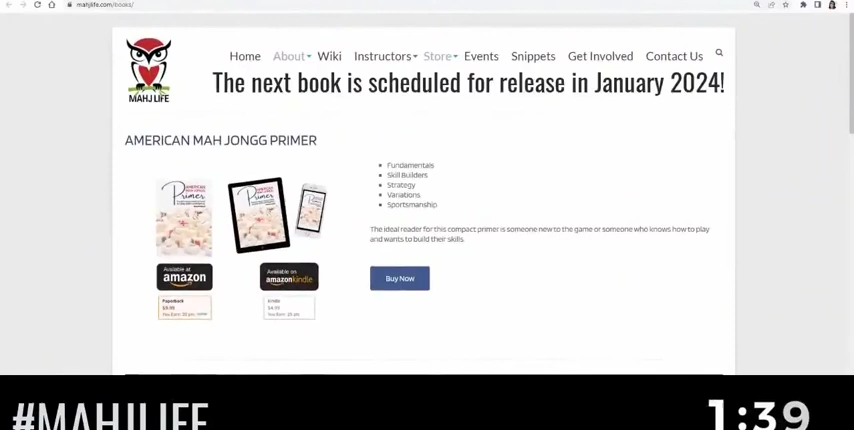 mahjlife.com/books/
Home About Wiki Instructors Store Events Snippets Get Involved Contact Us
MAHJ LIFE
The next book is scheduled for release in January 2024!
AMERICAN MAH JONGG PRIMER
Fundamentals
Skill Builders
Strategy
Variations
Sportsmanship
The ideal reader for this compact primer is someone new to the game or someone who knows how to play
and wants to build their skills.
Primer
Primer
Primer
Available at
amazon
Available on
amazonkindle
Buy Now
Paperback
Kindle
#MAHJLIFE
1:39